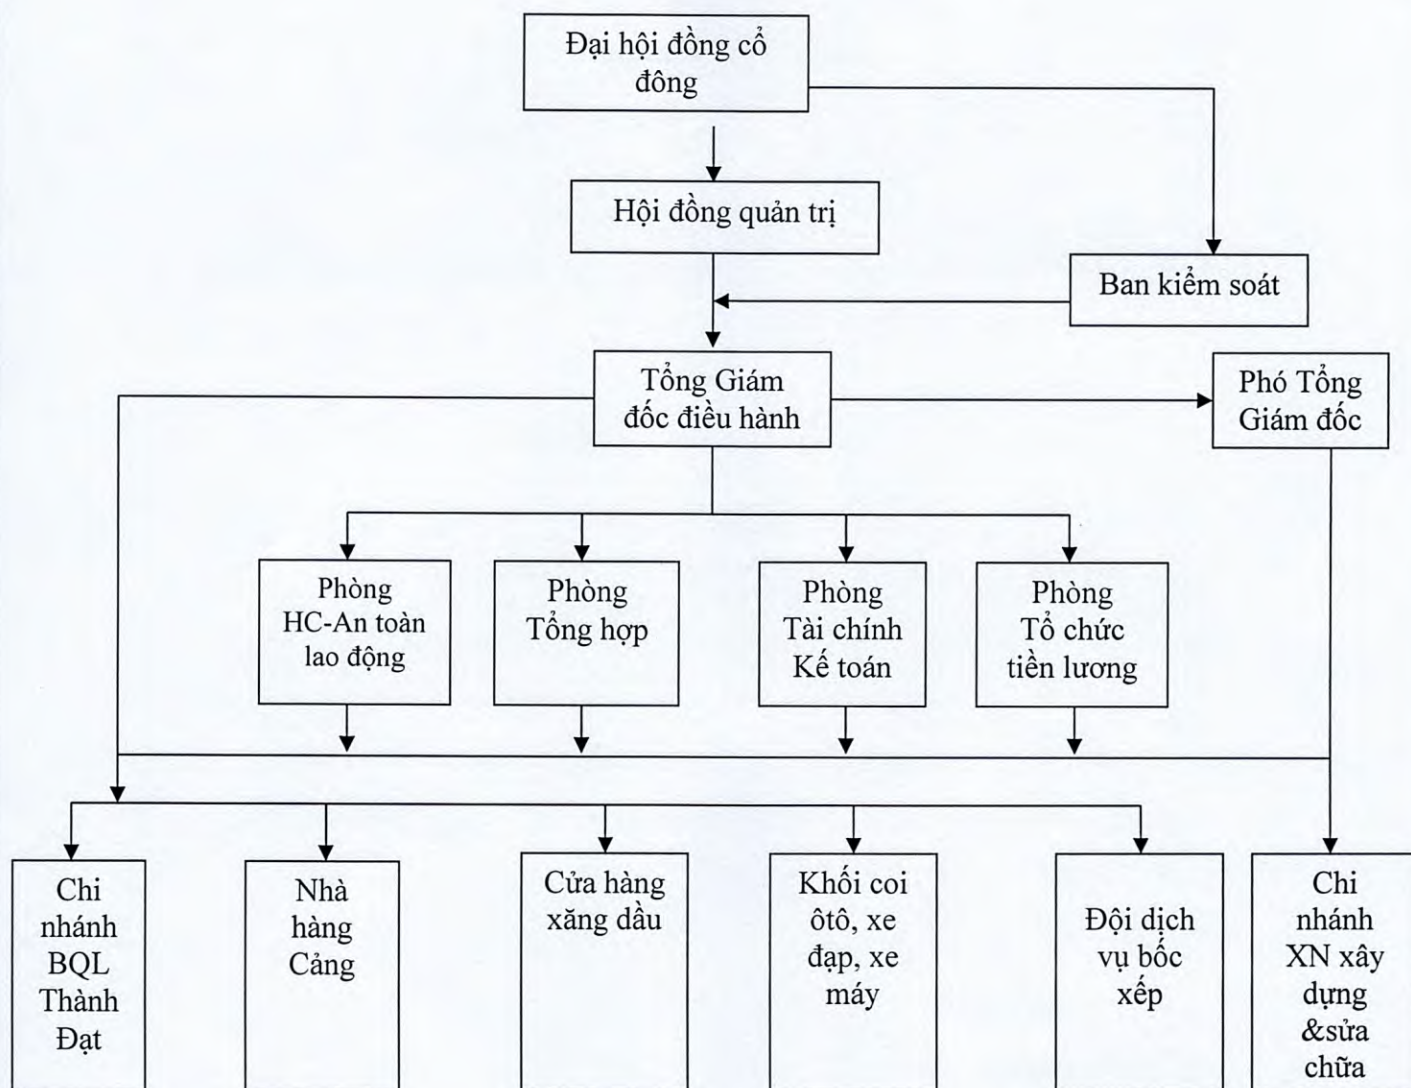 Đại hội đồng cổ
đông
Hội đồng quản trị
Ban kiểm soát
Tổng Giám
đốc điều hành
Phó Tổng
Giám đốc
Phòng
HC-An toàn
lao động
Phòng
Tổng hợp
Phòng
Tài chính
Kế toán
Phòng
Tổ chức
tiền lương
Chi
nhánh
BQL
Thành
Đạt
Nhà
hàng
Cảng
Cửa hàng
xăng dầu
Khối coi
ôtô, xe
đạp, xe
máy
Đội dịch
vụ bốc
xếp
Chi
nhánh
XN xây
dựng
&sửa
chữa